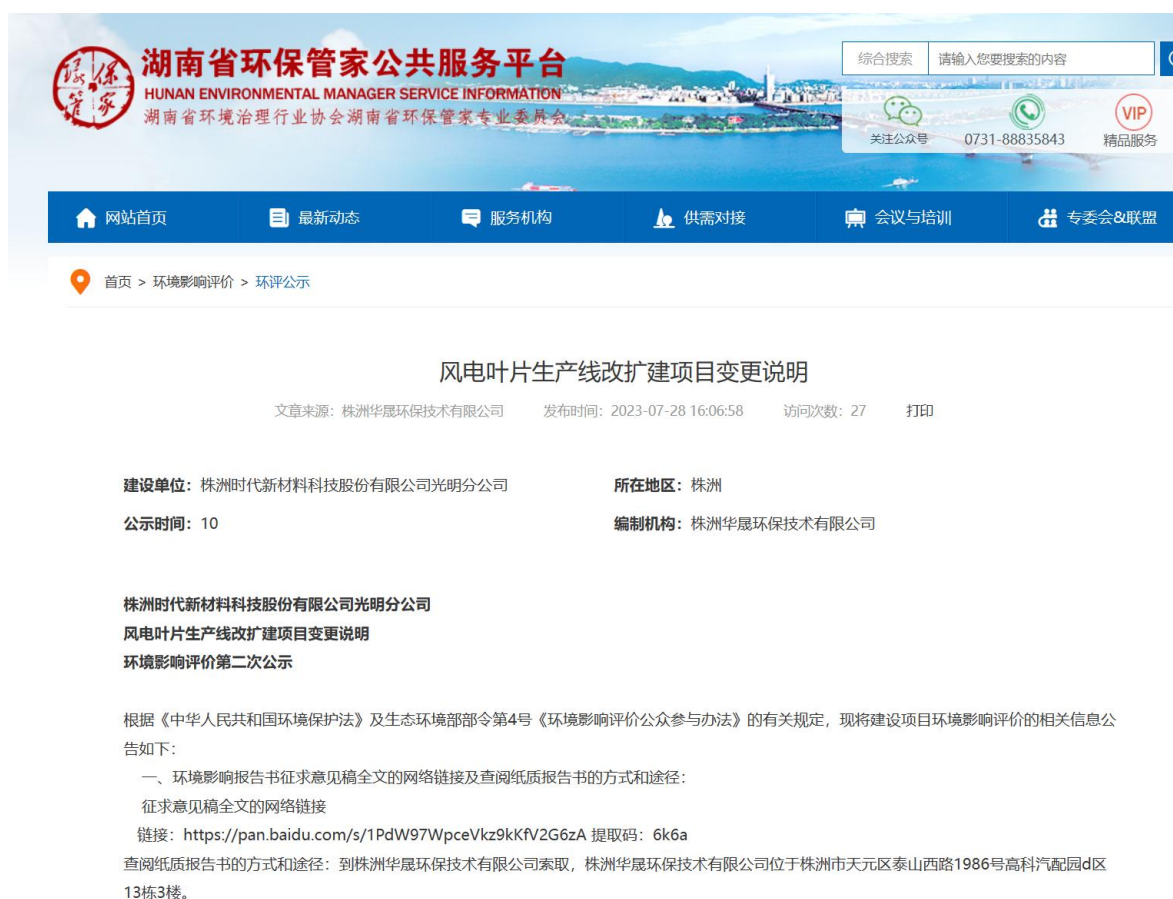 环保管家
湖南省环保管家公共服务平台
HUNAN ENVIRONMENTAL MANAGER SERVICE INFORMATION
湖南省环境治理行业协会湖南省环保管家专业委员会
综合搜索 请输入您要搜索的内容
关注公众号 0731-88835843 VIP 精品服务
网站首页 最新动态 服务机构 供需对接 会议与培训 专委会&联盟
首页 > 环境影响评价 > 环评公示
风电叶片生产线改扩建项目变更说明
文章来源：株洲华晟环保技术有限公司 发布时间：2023-07-28 16:06:58 访问次数：27 打印
建设单位：株洲时代新材料科技股份有限公司光明分公司 所在地区：株洲
公示时间：10 编制机构：株洲华晟环保技术有限公司
株洲时代新材料科技股份有限公司光明分公司
风电叶片生产线改扩建项目变更说明
环境影响评价第二次公示
根据《中华人民共和国环境保护法》及生态环境部部令第4号《环境影响评价公众参与办法》的有关规定，现将建设项目环境影响评价的相关信息公
告如下：
一、环境影响报告书征求意见稿全文的网络链接及查阅纸质报告书的方式和途径：
征求意见稿全文的网络链接
链接：https://pan.baidu.com/s/1PdW97WpceVkz9kKfV2G6zA 提取码：6k6a
查阅纸质报告书的方式和途径：到株洲华晟环保技术有限公司索取，株洲华晟环保技术有限公司位于株洲市天元区泰山西路1986号高科汽配园d区
13栋3楼。